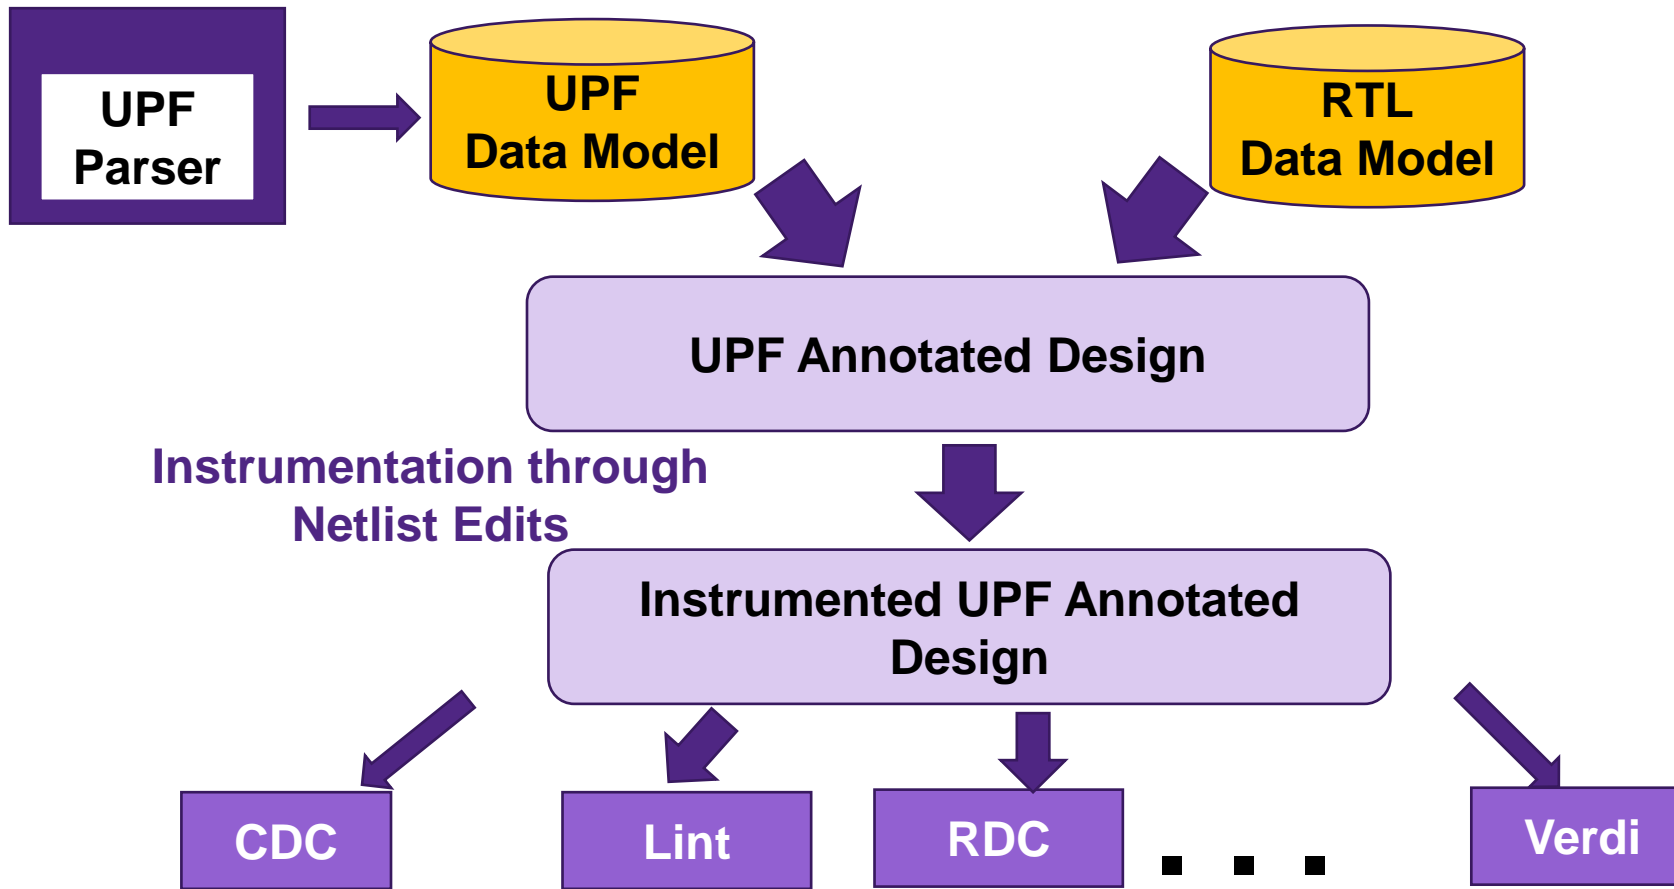 UPF
Parser
UPF
Data Model
RTL
Data Model
UPF Annotated Design
Instrumentation through
Netlist Edits
Instrumented UPF Annotated
Design
CDC
Lint
RDC
. . .
Verdi